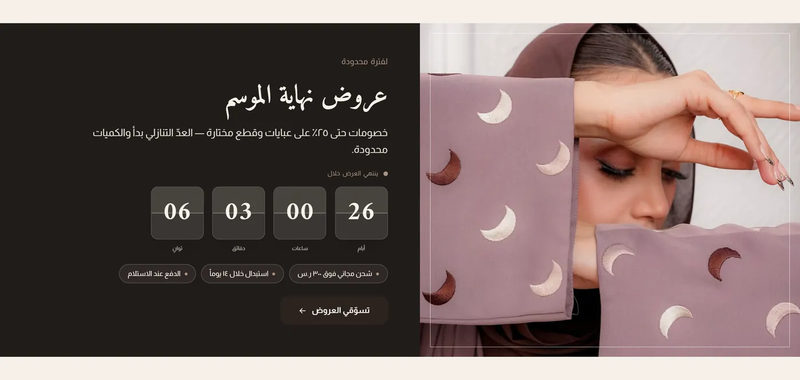 لفترة محدودة
عروض نهاية الموسم
خصومات حتى ٢٥٪ على عبايات وقطع مختارة — العدّ التنازلي بدأ والكميات
محدودة.
ينتهي العرض خلال
26 00 03 06
أيام ساعات دقائق ثوانٍ
شحن مجاني فوق ٣٠٠ ر.س استبدال خلال ١٤ يوماً الدفع عند الاستلام
تسوّقي العروض ←